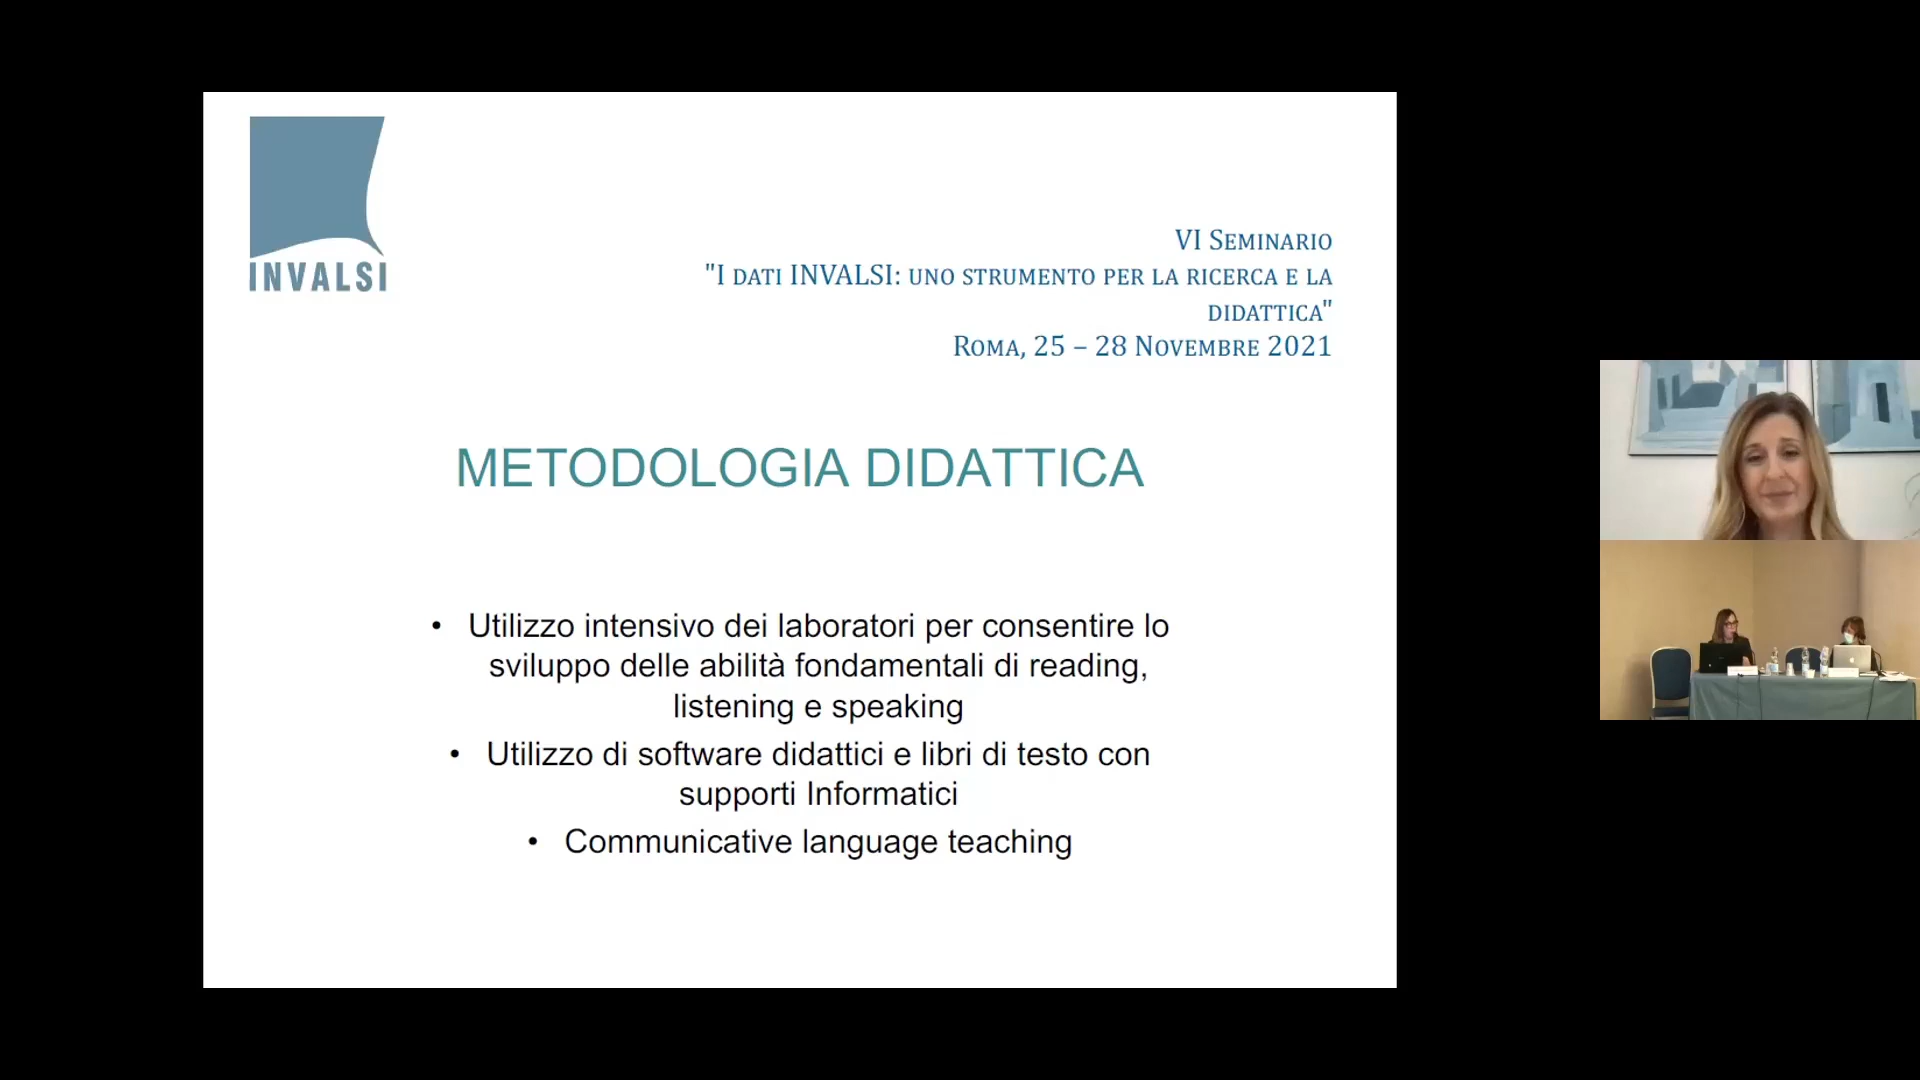 INVALSI
VI Seminario
"I dati INVALSI: uno strumento per la ricerca e la
didattica"
Roma, 25 – 28 Novembre 2021
METODOLOGIA DIDATTICA
• Utilizzo intensivo dei laboratori per consentire lo
sviluppo delle abilità fondamentali di reading,
listening e speaking
• Utilizzo di software didattici e libri di testo con
supporti Informatici
• Communicative language teaching